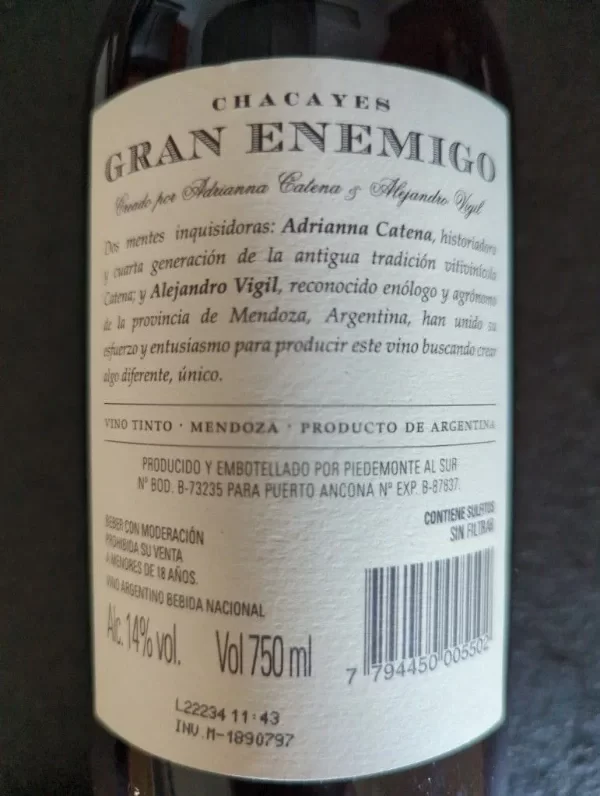 CHACAYES
GRAN ENEMIGO
Creado por Adrianna Catena & Alejandro Vigil
Dos mentes inquisidoras: Adrianna Catena, historiadora
y cuarta generación de la antigua tradición vitivinícola
Catena; y Alejandro Vigil, reconocido enólogo y agrónomo
de la provincia de Mendoza, Argentina, han unido su
esfuerzo y entusiasmo para producir este vino buscando crear
algo diferente, único.
VINO TINTO · MENDOZA · PRODUCTO DE ARGENTINA
PRODUCIDO Y EMBOTELLADO POR PIEDEMONTE AL SUR
Nº BOD. B-73235 PARA PUERTO ANCONA Nº EXP. B-87837.
CONTIENE SULFITOS
SIN FILTRAR
BEBER CON MODERACIÓN
PROHIBIDA SU VENTA
A MENORES DE 18 AÑOS.
VINO ARGENTINO BEBIDA NACIONAL
Alc. 14% vol. Vol 750 ml
7 794450 005502
L22234 11:43
INV.M-1890797